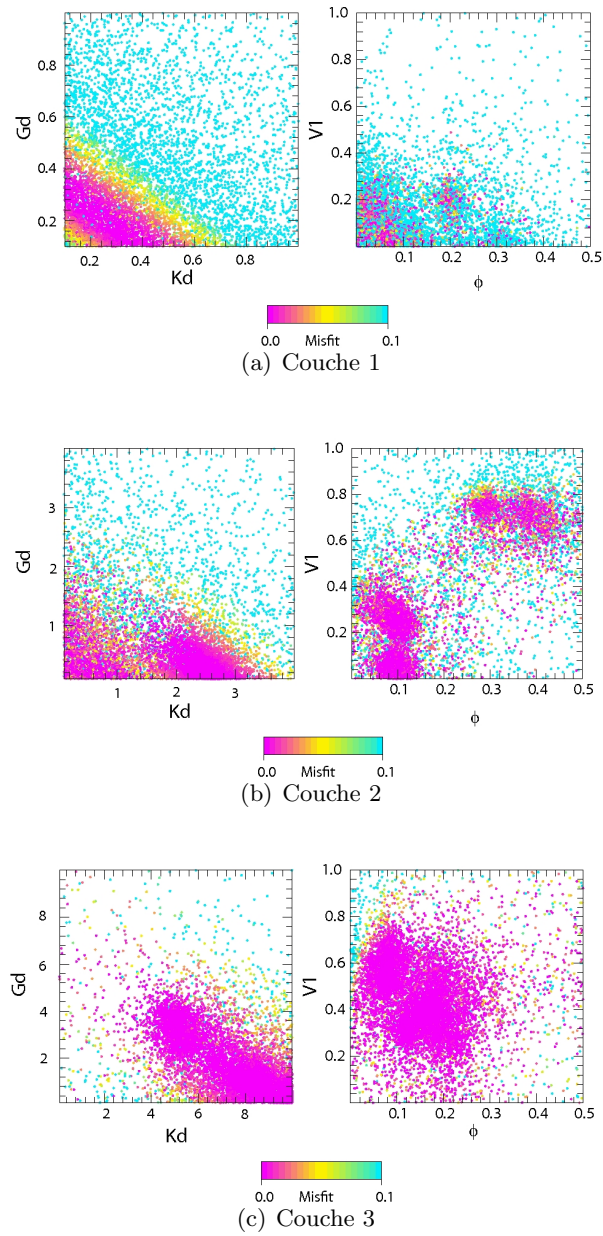 0.8
0.6
Gd
0.4
0.2
0.2 0.4 0.6 0.8
Kd
1.0
0.8
V1
0.6
0.4
0.2
0.1 0.2 0.3 0.4 0.5
ϕ
0.0 Misfit 0.1
(a) Couche 1
3
Gd
2
1
1 2 3
Kd
1.0
0.8
V1
0.6
0.4
0.2
0.1 0.2 0.3 0.4 0.5
ϕ
0.0 Misfit 0.1
(b) Couche 2
8
Gd
6
4
2
2 4 6 8
Kd
1.0
0.8
V1
0.6
0.4
0.2
0.1 0.2 0.3 0.4 0.5
ϕ
0.0 Misfit 0.1
(c) Couche 3